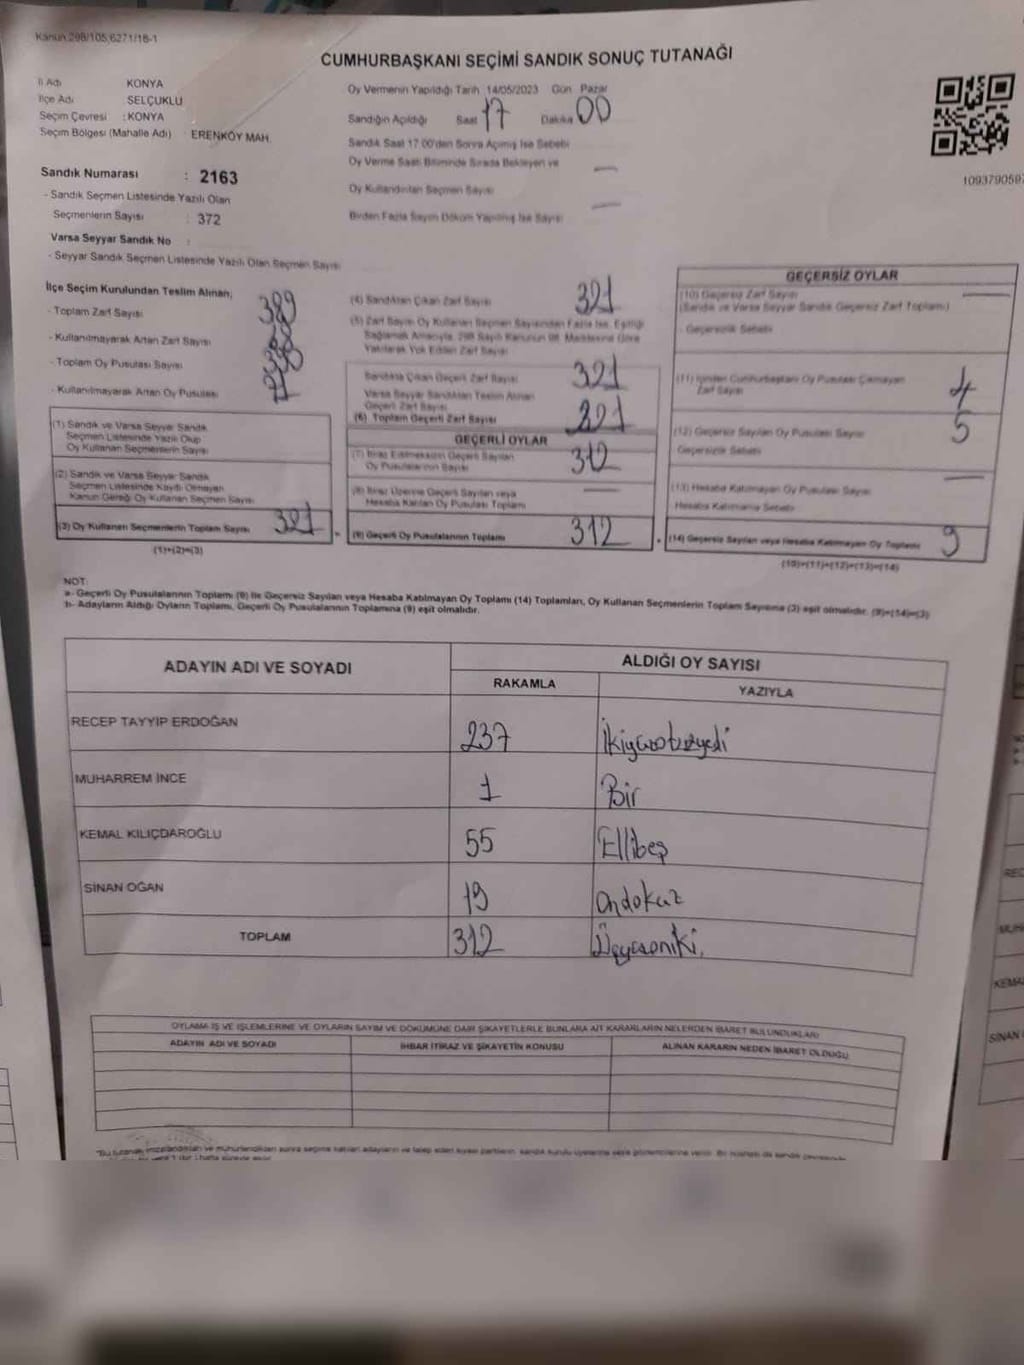 Kanun 298/105,6271/18-1
CUMHURBAŞKANI SEÇİMİ SANDIK SONUÇ TUTANAĞI
İl Adı KONYA
İlçe Adı SELÇUKLU
Seçim Çevresi : KONYA
Seçim Bölgesi (Mahalle Adı) : ERENKÖY MAH.
Oy Vermenin Yapıldığı Tarih 14/05/2023 Gün Pazar
Sandığın Açıldığı Saat 17 Dakika 00
Sandık Saat 17.00'den Sonra Açılmış İse Sebebi
Oy Verme Saati Bitiminde Sırada Bekleyen ve
Oy Kullandırılan Seçmen Sayısı
Birden Fazla Sayım Döküm Yapılmış İse Sayısı
1093790597
Sandık Numarası : 2163
- Sandık Seçmen Listesinde Yazılı Olan
Seçmenlerin Sayısı : 372
Varsa Seyyar Sandık No :
- Seyyar Sandık Seçmen Listesinde Yazılı Olan Seçmen Sayısı
İlçe Seçim Kurulundan Teslim Alınan;
- Toplam Zarf Sayısı 389
- Kullanılmayarak Artan Zarf Sayısı
- Toplam Oy Pusulası Sayısı
- Kullanılmayarak Artan Oy Pusulası
(1) Sandık ve Varsa Seyyar Sandık
Seçmen Listesinde Yazılı Olup
Oy Kullanan Seçmenlerin Sayısı
(2) Sandık ve Varsa Seyyar Sandık
Seçmen Listesinde Kaydı Olmayan
Kanun Gereği Oy Kullanan Seçmen Sayısı
(3) Oy Kullanan Seçmenlerin Toplam Sayısı 321
(1)+(2)=(3)
(4) Sandıktan Çıkan Zarf Sayısı 321
(5) Zarf Sayısı Oy Kullanan Seçmen Sayısından Fazla İse, Eşitliği
Sağlamak Amacıyla, 298 Sayılı Kanunun 98. Maddesine Göre
Yakılarak Yok Edilen Zarf Sayısı
Sandıkta Çıkan Geçerli Zarf Sayısı 321
Varsa Seyyar Sandıktan Teslim Alınan
Geçerli Zarf Sayısı
(6) Toplam Geçerli Zarf Sayısı 321
GEÇERLİ OYLAR
(7) İtiraz Edilmeksizin Geçerli Sayılan
Oy Pusulalarının Sayısı 312
(8) İtiraz Üzerine Geçerli Sayılan veya
Hesaba Katılan Oy Pusulası Toplamı
(9) Geçerli Oy Pusulalarının Toplamı 312
GEÇERSİZ OYLAR
(10) Geçersiz Zarf Sayısı
(Sandık ve Varsa Seyyar Sandık Geçersiz Zarf Toplamı)
- Geçersizlik Sebebi
(11) İçinden Cumhurbaşkanı Oy Pusulası Çıkmayan
Zarf Sayısı 4
(12) Geçersiz Sayılan Oy Pusulası Sayısı 5
Geçersizlik Sebebi
(13) Hesaba Katılmayan Oy Pusulası Sayısı
Hesaba Katılmama Sebebi
(14) Geçersiz Sayılan veya Hesaba Katılmayan Oy Toplamı 9
(10)+(11)+(12)+(13)=(14)
NOT:
a- Geçerli Oy Pusulalarının Toplamı (9) ile Geçersiz Sayılan veya Hesaba Katılmayan Oy Toplamı (14) Toplamları, Oy Kullanan Seçmenlerin Toplam Sayısına (3) eşit olmalıdır. (9)+(14)=(3)
b- Adayların Aldığı Oyların Toplamı, Geçerli Oy Pusulalarının Toplamına (9) eşit olmalıdır.
ADAYIN ADI VE SOYADI ALDIĞI OY SAYISI
RAKAMLA YAZIYLA
RECEP TAYYİP ERDOĞAN 237 İkiyüzotuzyedi
MUHARREM İNCE 1 Bir
KEMAL KILIÇDAROĞLU 55 Ellibeş
SİNAN OĞAN 19 Ondokuz
TOPLAM 312 Üçyüzoniki.
OYLAMA İŞ VE İŞLEMLERİNE VE OYLARIN SAYIM VE DÖKÜMÜNE DAİR ŞİKAYETLERLE BUNLARA AİT KARARLARIN NELERDEN İBARET BULUNDUKLARI
ADAYIN ADI VE SOYADI İHBAR İTİRAZ VE ŞİKAYETİN KONUSU ALINAN KARARIN NEDEN İBARET OLDUĞU
REC
MUH
KEMA
SİNAN